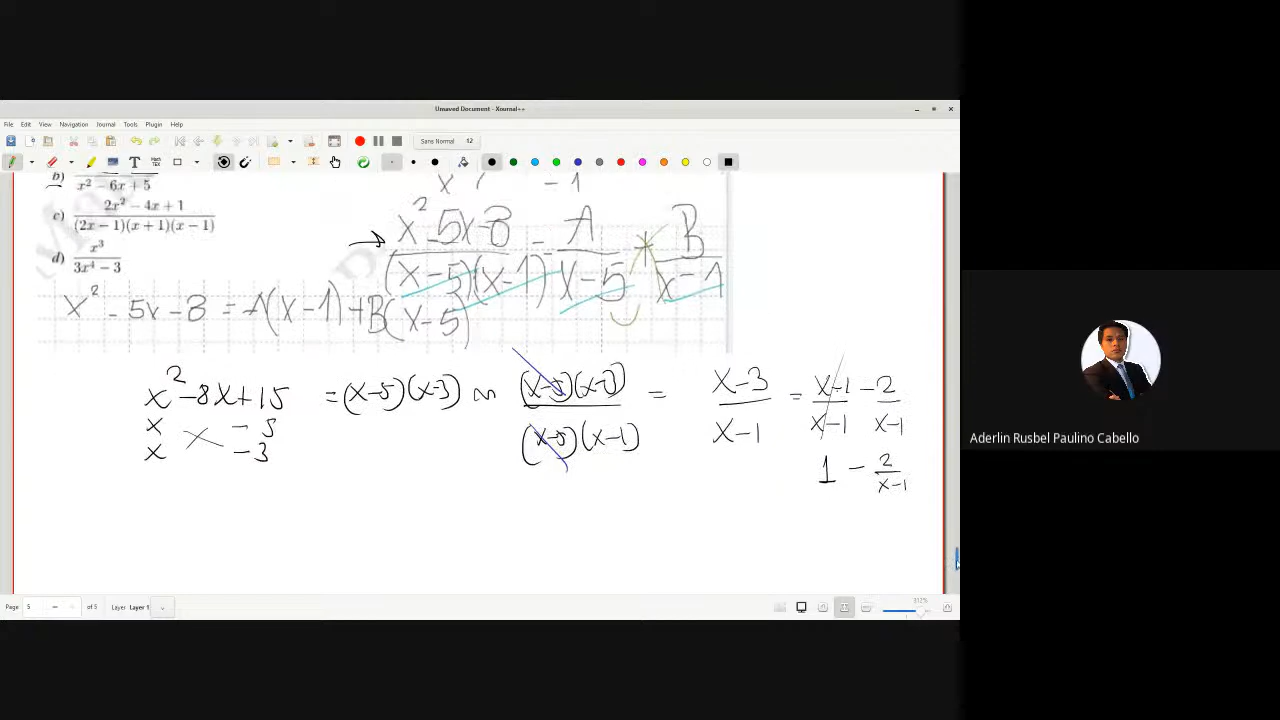 Unsaved Document - Xournal++
File Edit View Navigation Journal Tools Plugin Help
Sans Normal 12
b) x² − 6x + 5
− 1
c) 2x² − 4x + 1 / (2x − 1)(x + 1)(x − 1)
d) x³ / 3x⁴ − 3
x² - 5x - 3 / (x - 5)(x - 1) = A / x - 5 + B / x - 1
x² - 5x - 3 = A(x - 1) + B(x - 5)
x² - 8x + 15 = (x-5)(x-3) ~ (x-5)(x-3) / (x-5)(x-1) = x-3 / x-1 = x-1 / x-1 - 2 / x-1
x - 5
x - 3
1 - 2 / x-1
Aderlin Rusbel Paulino Cabello
Page 5 of 5 Layer Layer 1 312%